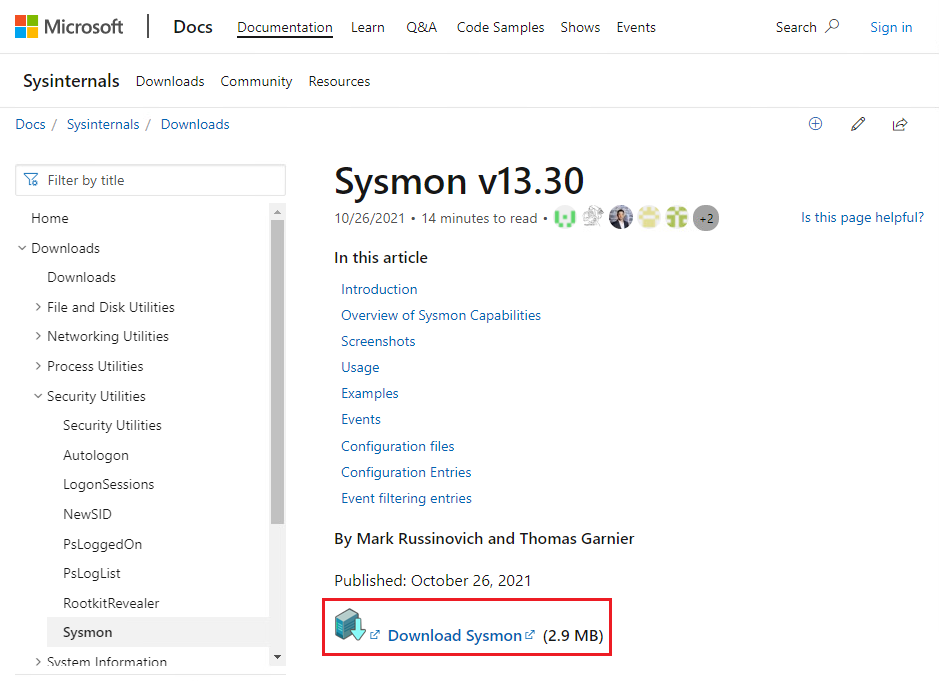 Microsoft Docs Documentation Learn Q&A Code Samples Shows Events Search Sign in
Sysinternals Downloads Community Resources
Docs / Sysinternals / Downloads
Filter by title
Home
Downloads
Downloads
File and Disk Utilities
Networking Utilities
Process Utilities
Security Utilities
Security Utilities
Autologon
LogonSessions
NewSID
PsLoggedOn
PsLogList
RootkitRevealer
Sysmon
System Information
Sysmon v13.30
10/26/2021 • 14 minutes to read • +2
Is this page helpful?
In this article
Introduction
Overview of Sysmon Capabilities
Screenshots
Usage
Examples
Events
Configuration files
Configuration Entries
Event filtering entries
By Mark Russinovich and Thomas Garnier
Published: October 26, 2021
Download Sysmon (2.9 MB)